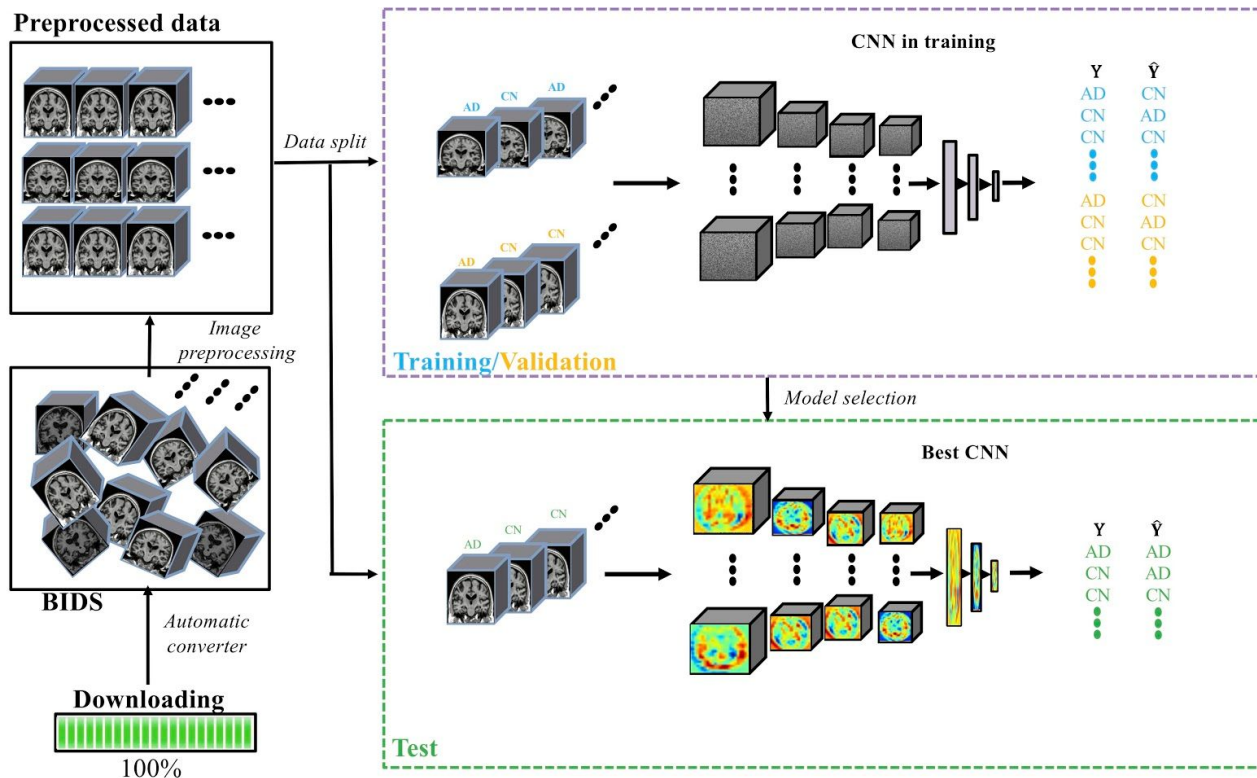 Preprocessed data
Data split
Image
preprocessing
BIDS
Automatic
converter
Downloading
100%
CNN in training
AD
CN
AD
AD
CN
CN
Y Ŷ
AD CN
CN AD
CN CN
AD CN
CN AD
CN CN
Training/Validation
Model selection
Best CNN
AD
CN
CN
Y Ŷ
AD AD
CN AD
CN CN
Test